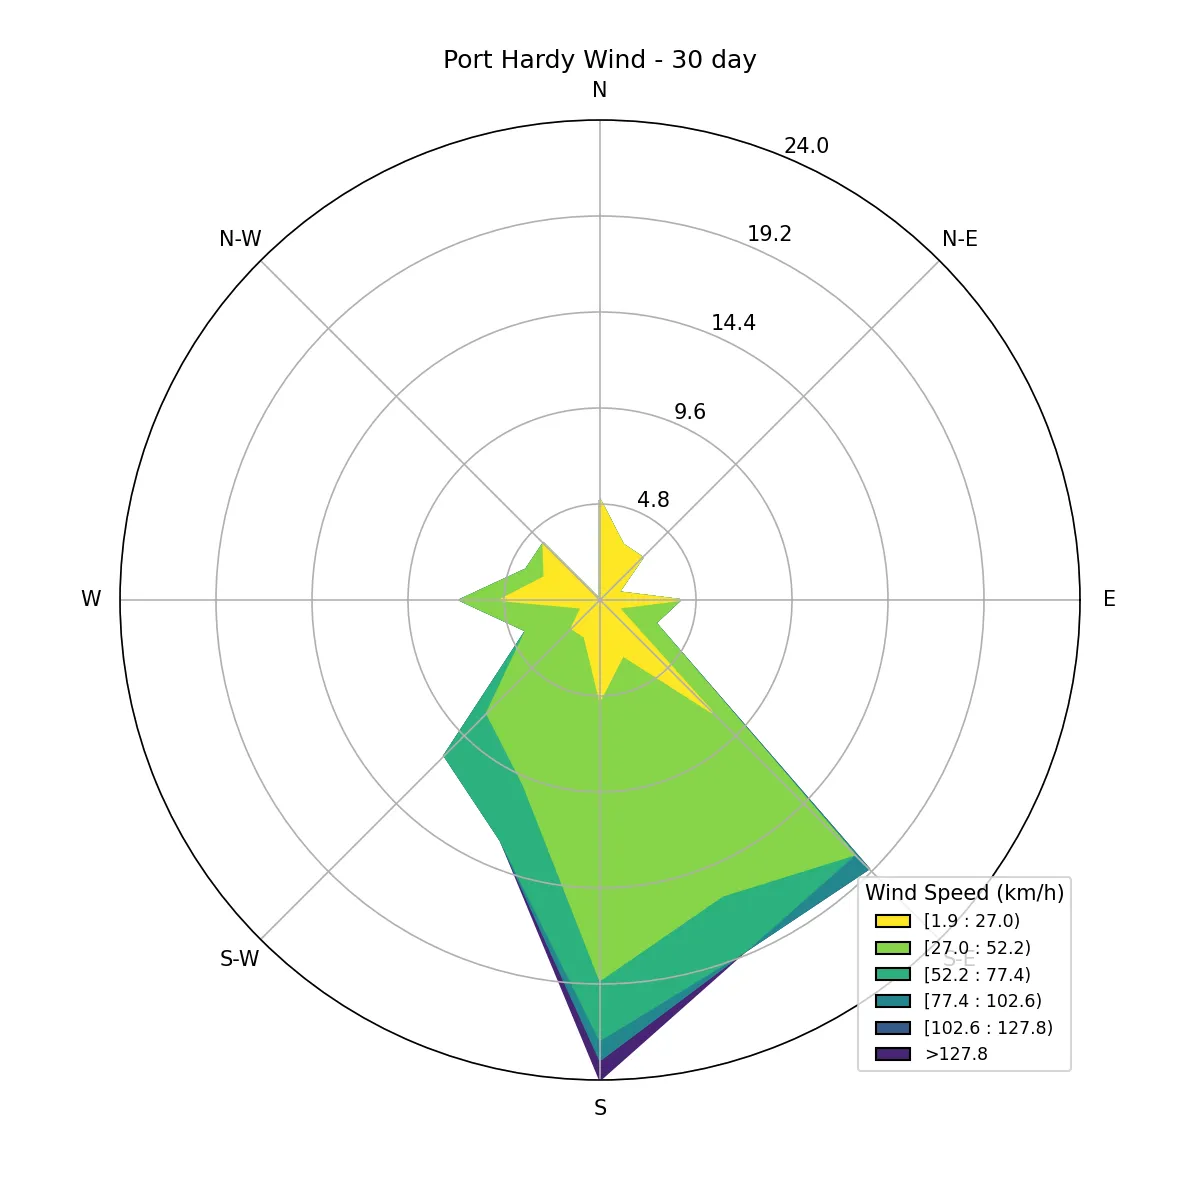 Port Hardy Wind - 30 day
N
24.0
N-W
19.2
N-E
14.4
9.6
4.8
W
E
S-W
S-E
S
Wind Speed (km/h)
[1.9 : 27.0)
[27.0 : 52.2)
[52.2 : 77.4)
[77.4 : 102.6)
[102.6 : 127.8)
>127.8